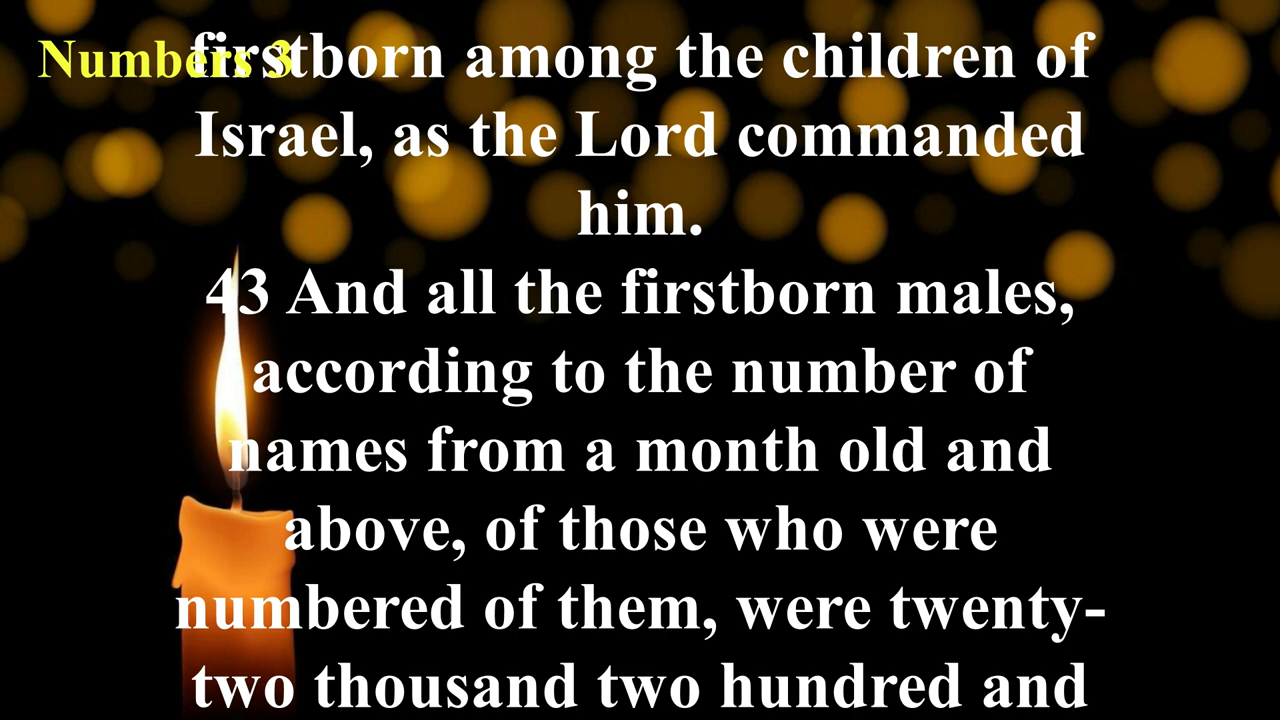 Numbers 3
firstborn among the children of
Israel, as the Lord commanded
him.
43 And all the firstborn males,
according to the number of
names from a month old and
above, of those who were
numbered of them, were twenty-
two thousand two hundred and